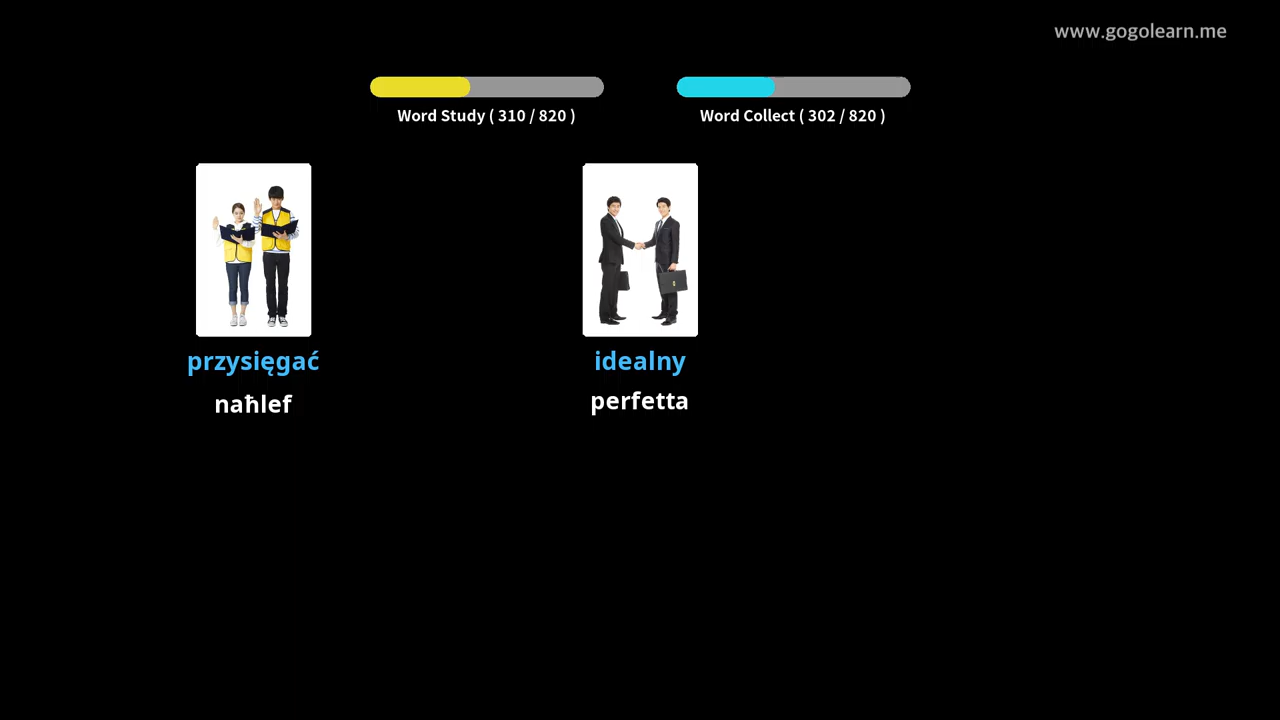 www.gogolearn.me
Word Study ( 310 / 820 )
Word Collect ( 302 / 820 )
przysięgać
naħlef
idealny
perfetta